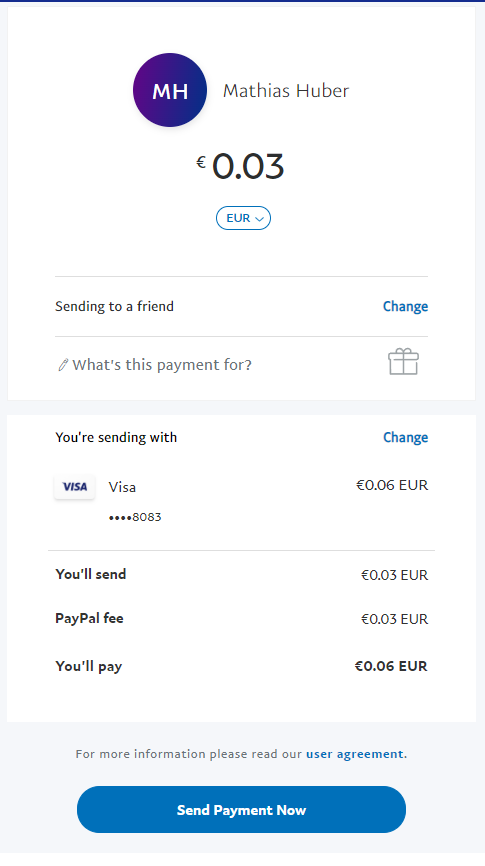 MH Mathias Huber
€ 0.03
EUR
Sending to a friend Change
What's this payment for?
You're sending with Change
VISA Visa €0.06 EUR
••••8083
You'll send €0.03 EUR
PayPal fee €0.03 EUR
You'll pay €0.06 EUR
For more information please read our user agreement.
Send Payment Now